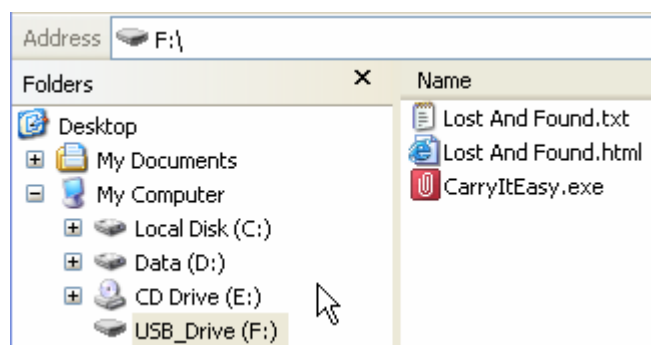 Address F:\
Folders
Desktop
My Documents
My Computer
Local Disk (C:)
Data (D:)
CD Drive (E:)
USB_Drive (F:)
Name
Lost And Found.txt
Lost And Found.html
CarryItEasy.exe